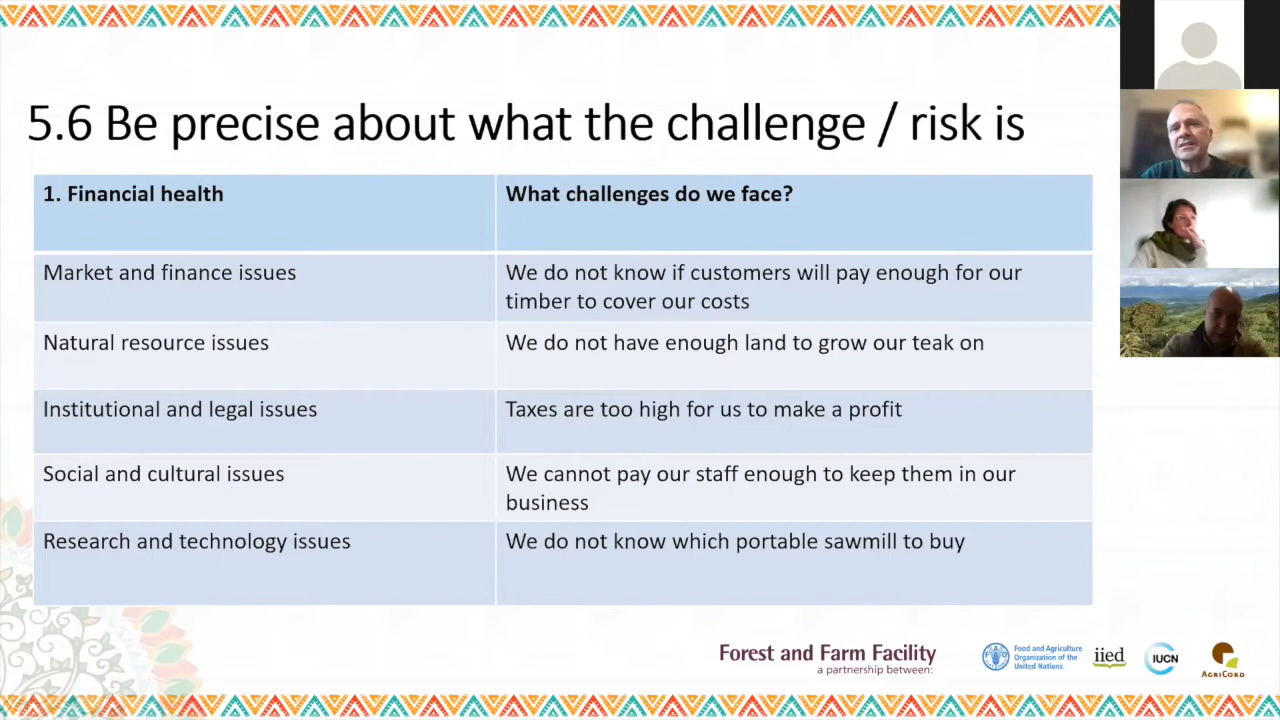 5.6 Be precise about what the challenge / risk is
1. Financial health
What challenges do we face?
Market and finance issues
We do not know if customers will pay enough for our
timber to cover our costs
Natural resource issues
We do not have enough land to grow our teak on
Institutional and legal issues
Taxes are too high for us to make a profit
Social and cultural issues
We cannot pay our staff enough to keep them in our
business
Research and technology issues
We do not know which portable sawmill to buy
Forest and Farm Facility
a partnership between:
Food and Agriculture
Organization of the
United Nations
iied
IUCN
AGRICORD